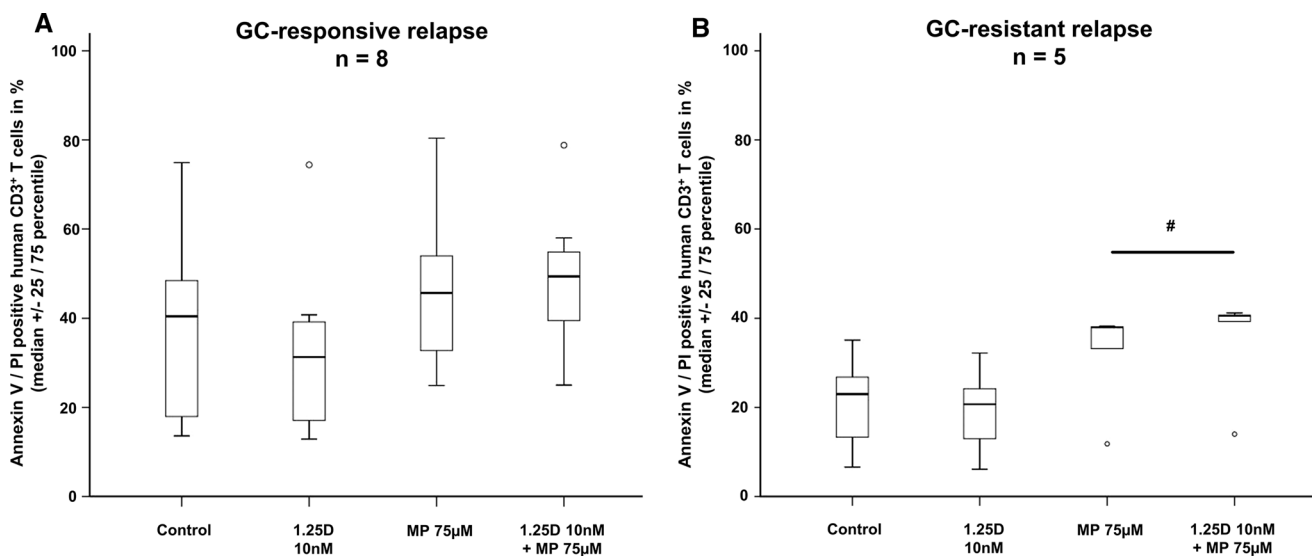 A
GC-responsive relapse
n = 8
Annexin V / PI positive human CD3⁺ T cells in %
(median +/- 25 / 75 percentile)
100
80
60
40
20
0
Control
1.25D
10nM
MP 75µM
1.25D 10nM
+ MP 75µM
B
GC-resistant relapse
n = 5
Annexin V / PI positive human CD3⁺ T cells in %
(median +/- 25 / 75 percentile)
100
80
60
40
20
0
#
Control
1.25D
10nM
MP 75µM
1.25D 10nM
+ MP 75µM